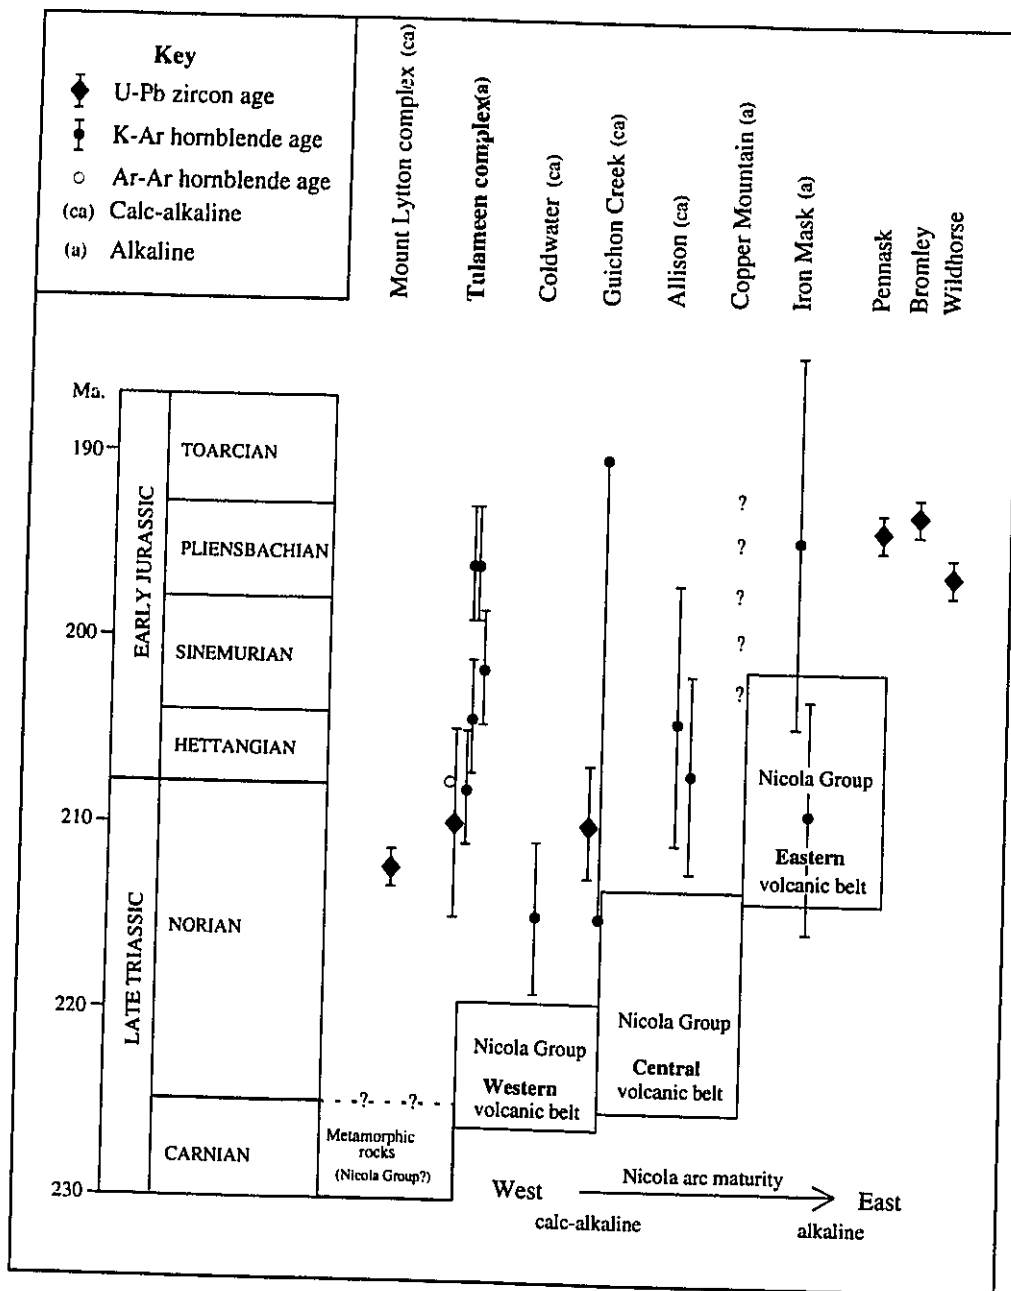 Key
U-Pb zircon age
K-Ar hornblende age
Ar-Ar hornblende age
(ca) Calc-alkaline
(a) Alkaline
Mount Lytton complex (ca)
Tulameen complex(a)
Coldwater (ca)
Guichon Creek (ca)
Allison (ca)
Copper Mountain (a)
Iron Mask (a)
Pennask
Bromley
Wildhorse
Ma.
190
200
210
220
230
EARLY JURASSIC
LATE TRIASSIC
TOARCIAN
PLIENSBACHIAN
SINEMURIAN
HETTANGIAN
NORIAN
CARNIAN
?
?
?
?
?
Nicola Group
Eastern
volcanic belt
Nicola Group
Central
volcanic belt
Nicola Group
Western
volcanic belt
? ?
Metamorphic
rocks
(Nicola Group?)
West
Nicola arc maturity
East
calc-alkaline
alkaline